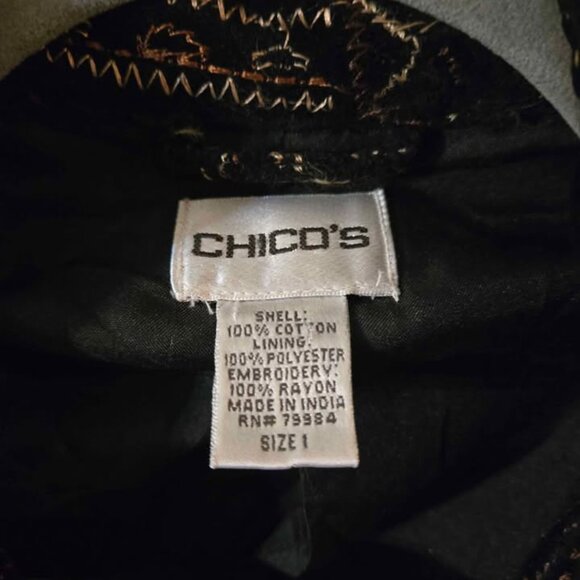 CHICO'S
SHELL:
100% COTTON
LINING:
100% POLYESTER
EMBROIDERY:
100% RAYON
MADE IN INDIA
RN# 79984
SIZE 1